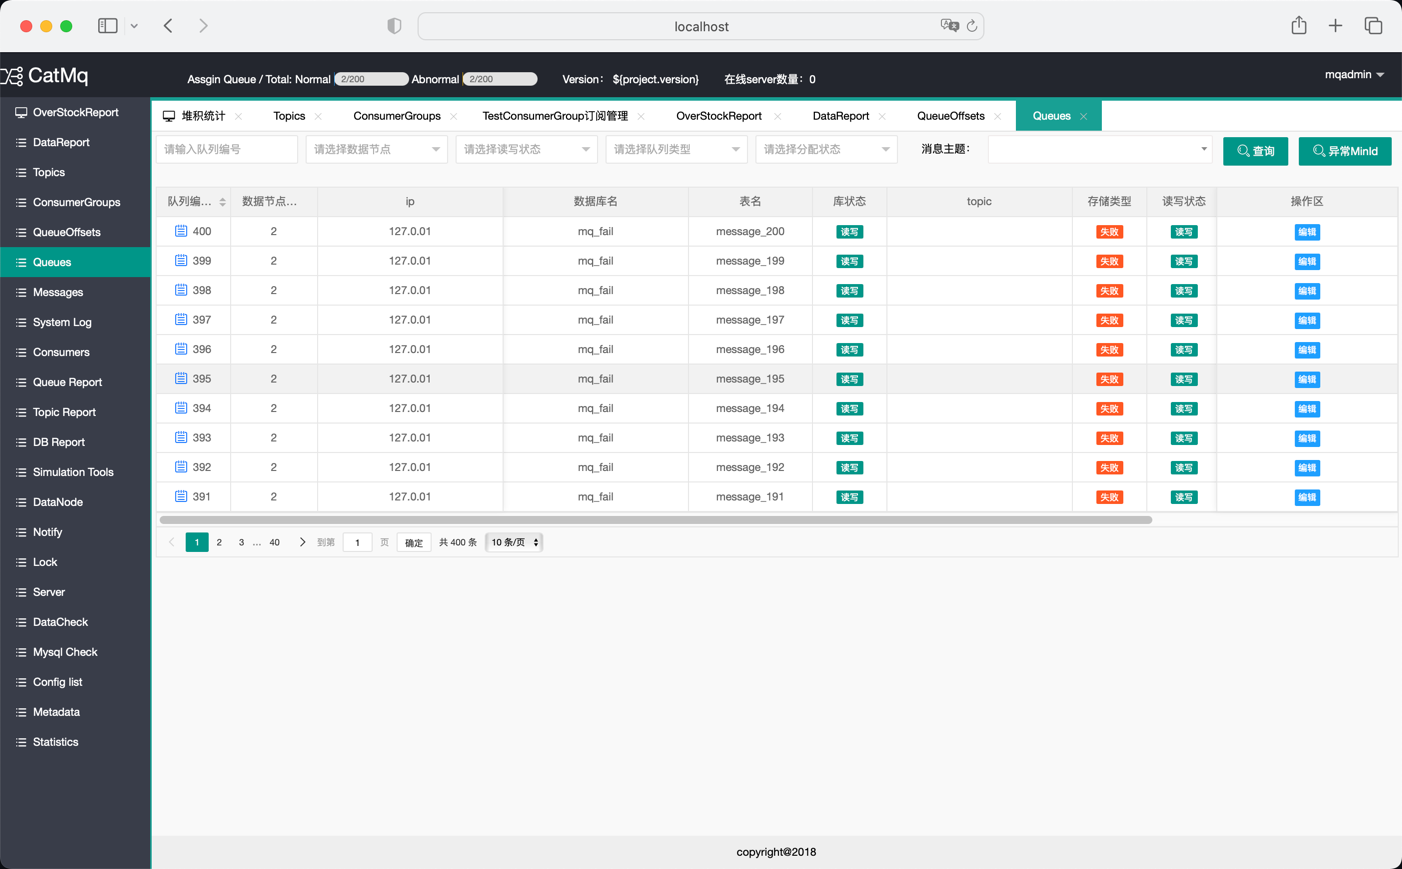 localhost
CatMq
Assgin Queue / Total: Normal 2/200 Abnormal 2/200 Version： ${project.version} 在线server数量：0
mqadmin
OverStockReport
DataReport
Topics
ConsumerGroups
QueueOffsets
Queues
Messages
System Log
Consumers
Queue Report
Topic Report
DB Report
Simulation Tools
DataNode
Notify
Lock
Server
DataCheck
Mysql Check
Config list
Metadata
Statistics
堆积统计 Topics ConsumerGroups TestConsumerGroup订阅管理 OverStockReport DataReport QueueOffsets Queues
请输入队列编号 请选择数据节点 请选择读写状态 请选择队列类型 请选择分配状态 消息主题： 查询 异常MinId
队列编... 数据节点... ip 数据库名 表名 库状态 topic 存储类型 读写状态 操作区
400 2 127.0.01 mq_fail message_200 读写 失败 读写 编辑
399 2 127.0.01 mq_fail message_199 读写 失败 读写 编辑
398 2 127.0.01 mq_fail message_198 读写 失败 读写 编辑
397 2 127.0.01 mq_fail message_197 读写 失败 读写 编辑
396 2 127.0.01 mq_fail message_196 读写 失败 读写 编辑
395 2 127.0.01 mq_fail message_195 读写 失败 读写 编辑
394 2 127.0.01 mq_fail message_194 读写 失败 读写 编辑
393 2 127.0.01 mq_fail message_193 读写 失败 读写 编辑
392 2 127.0.01 mq_fail message_192 读写 失败 读写 编辑
391 2 127.0.01 mq_fail message_191 读写 失败 读写 编辑
1 2 3 ... 40 到第 1 页 确定 共 400 条 10 条/页
copyright@2018